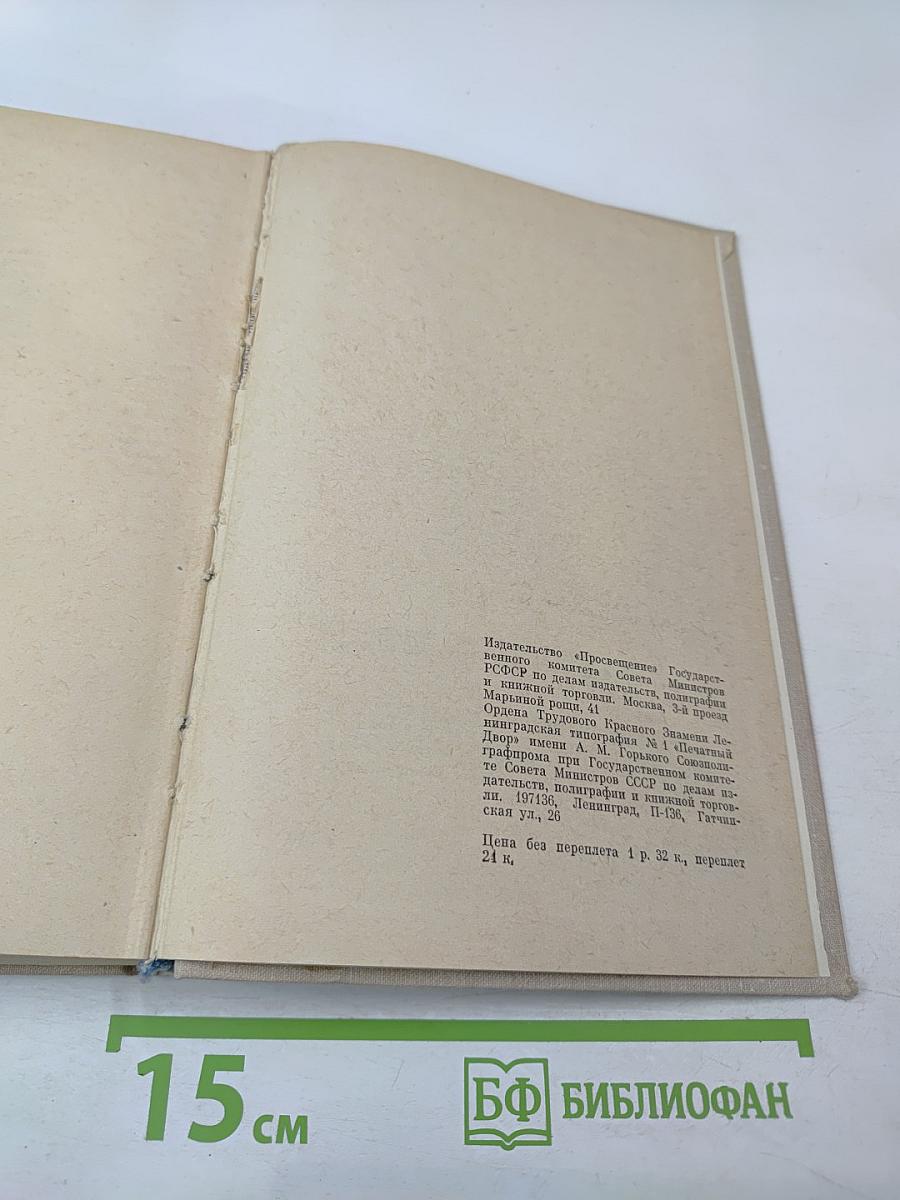 Издательство «Просвещение» Государст-
венного комитета Совета Министров
РСФСР по делам издательств, полиграфии
и книжной торговли. Москва, 3-й проезд
Марьиной рощи, 41
Ордена Трудового Красного Знамени Ле-
нинградская типография № 1 «Печатный
Двор» имени А. М. Горького Союзполи-
графпрома при Государственном комите-
те Совета Министров СССР по делам из-
дательств, полиграфии и книжной торгов-
ли. 197136, Ленинград, П-136, Гатчин-
ская ул., 26
Цена без переплета 1 р. 32 к., переплет
21 к.
15 см
БФ БИБЛИОФАН